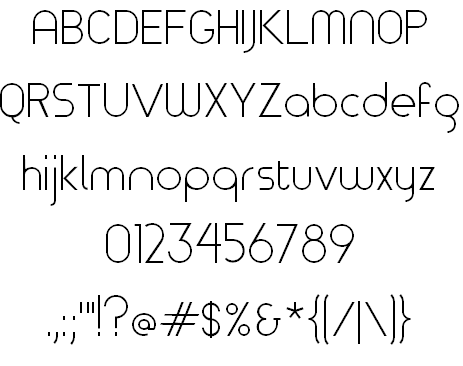 ABCDEFGHIJKLMNOP
QRSTUVWXYZabcdefg
hijklmnopqrstuvwxyz
0123456789
.,:;'"!?@#$%&*{(/|\)}